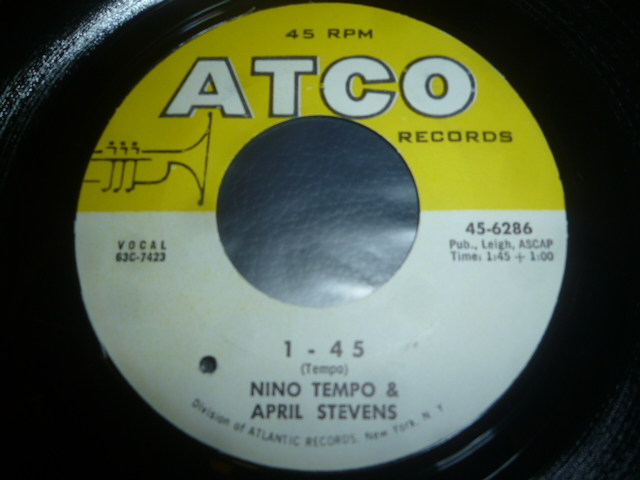 45 RPM
ATCO
RECORDS
VOCAL
63C-7423
45-6286
Pub., Leigh, ASCAP
Time: 1:45 + 1:00
1 - 45
(Tempo)
NINO TEMPO &
APRIL STEVENS
Division of ATLANTIC RECORDS, New York, N. Y.